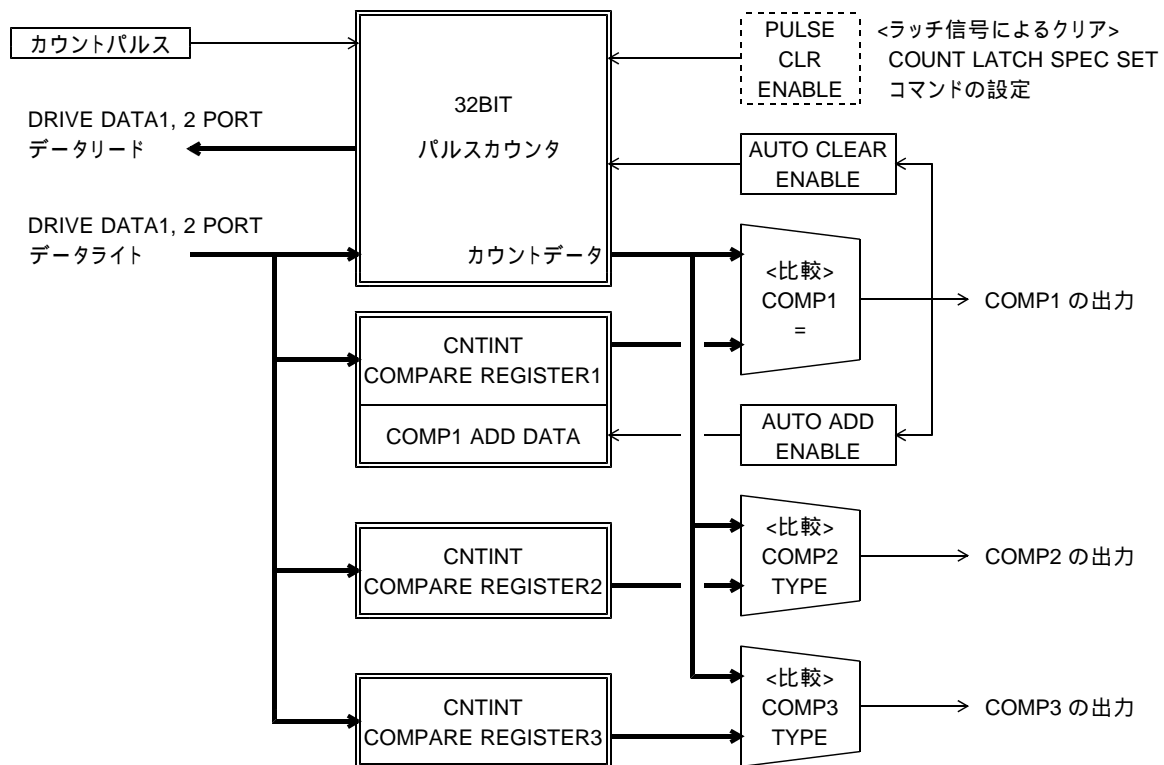 カウントパルス
32BIT
パルスカウンタ
PULSE
CLR
ENABLE
<ラッチ信号によるクリア>
COUNT LATCH SPEC SET
コマンドの設定
DRIVE DATA1, 2 PORT
データリード
AUTO CLEAR
ENABLE
DRIVE DATA1, 2 PORT
データライト
カウントデータ
<比較>
COMP1
=
COMP1 の出力
CNTINT
COMPARE REGISTER1
COMP1 ADD DATA
AUTO ADD
ENABLE
CNTINT
COMPARE REGISTER2
<比較>
COMP2
TYPE
COMP2 の出力
CNTINT
COMPARE REGISTER3
<比較>
COMP3
TYPE
COMP3 の出力